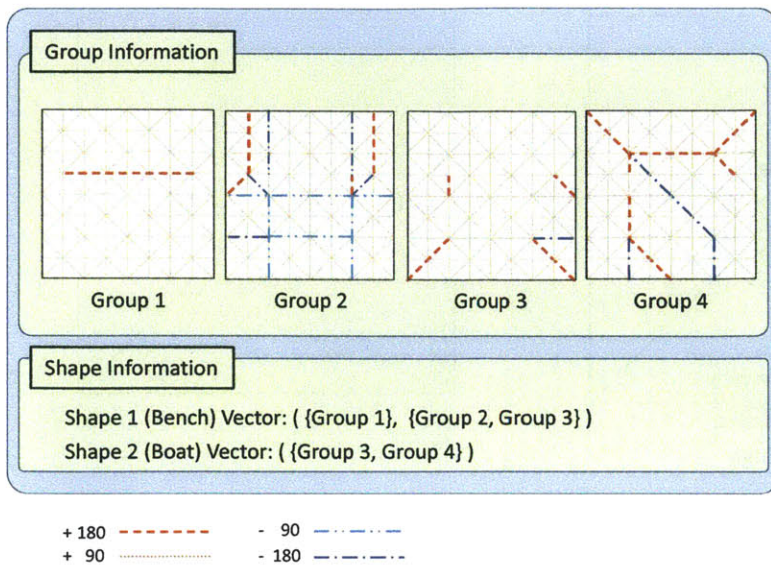 Group Information
Group 1
Group 2
Group 3
Group 4
Shape Information
Shape 1 (Bench) Vector: ( {Group 1}, {Group 2, Group 3} )
Shape 2 (Boat) Vector: ( {Group 3, Group 4} )
+ 180
- 90
+ 90
- 180